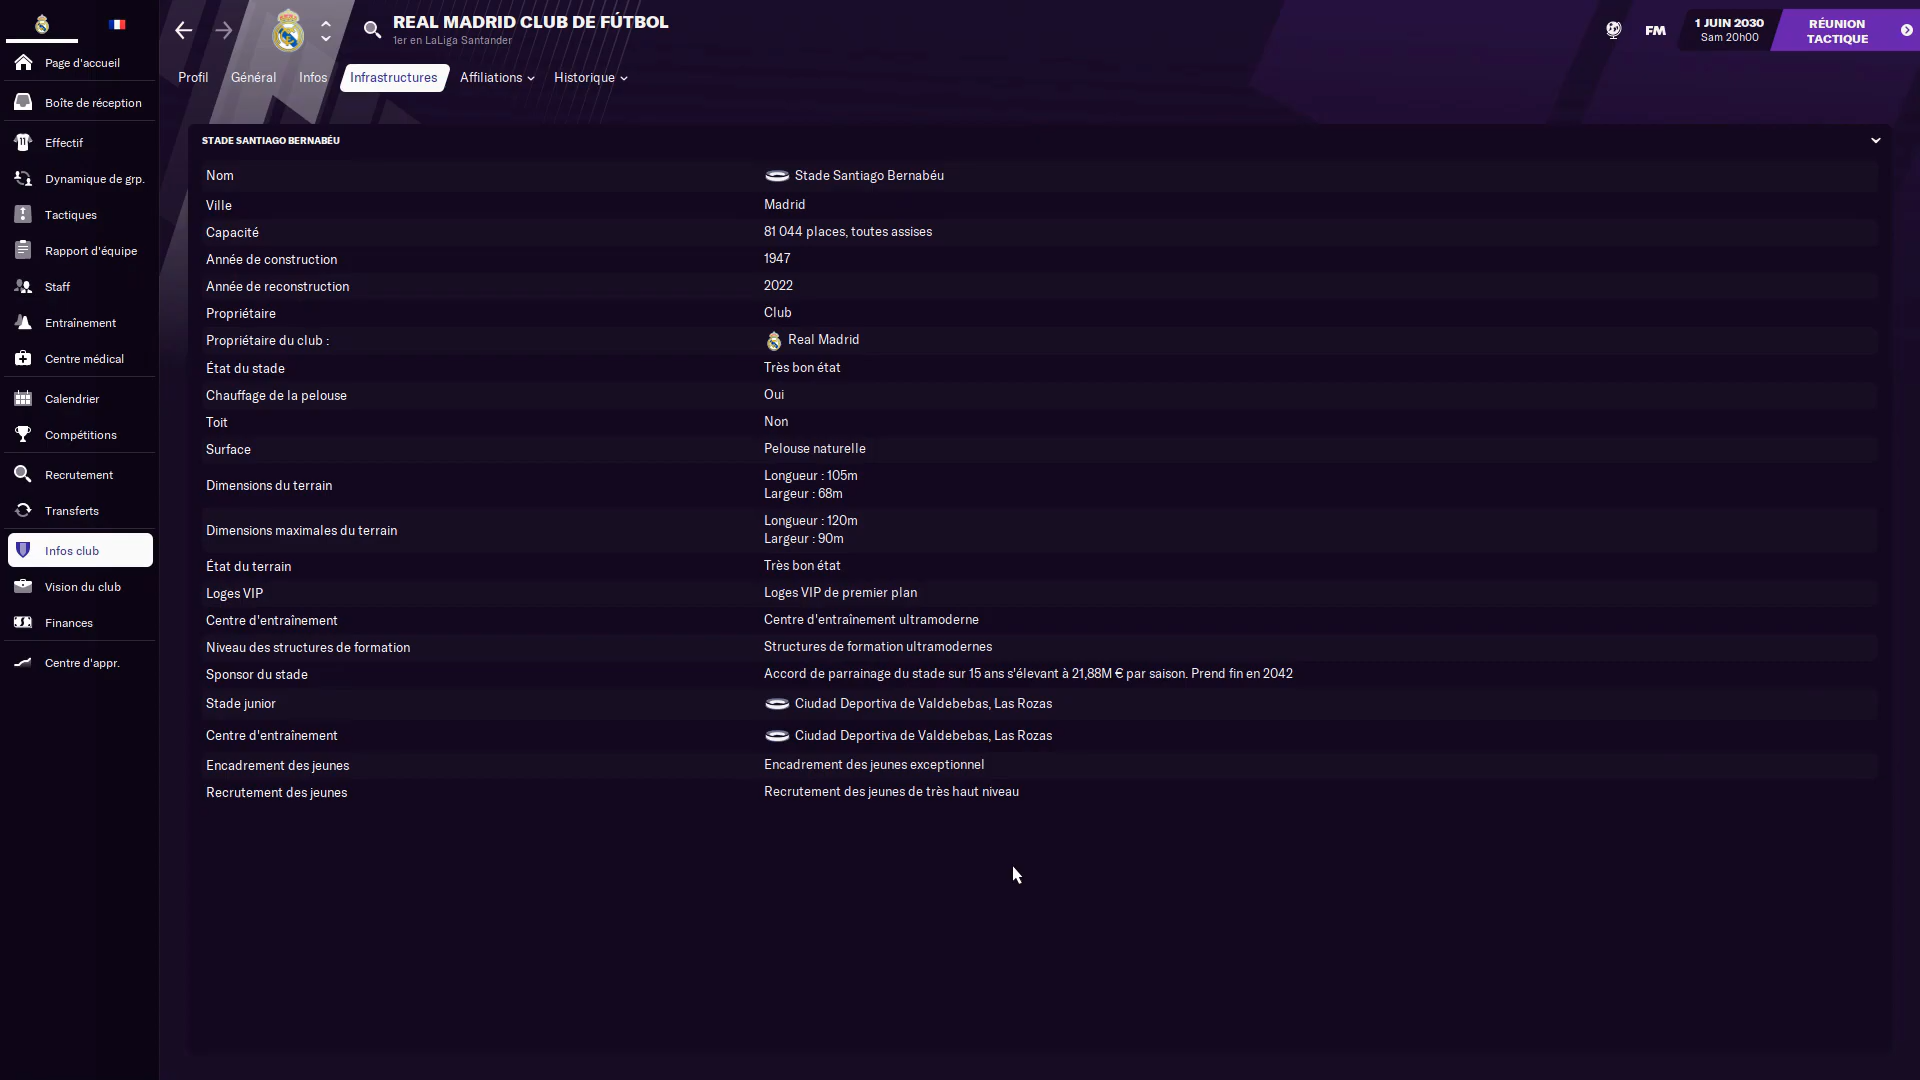 REAL MADRID CLUB DE FÚTBOL
1er en LaLiga Santander
FM
1 JUIN 2030
Sam 20h00
RÉUNION
TACTIQUE
Profil
Général
Infos
Infrastructures
Affiliations
Historique
Page d'accueil
Boîte de réception
Effectif
Dynamique de grp.
Tactiques
Rapport d'équipe
Staff
Entraînement
Centre médical
Calendrier
Compétitions
Recrutement
Transferts
Infos club
Vision du club
Finances
Centre d'appr.
STADE SANTIAGO BERNABÉU
Nom
Stade Santiago Bernabéu
Ville
Madrid
Capacité
81 044 places, toutes assises
Année de construction
1947
Année de reconstruction
2022
Propriétaire
Club
Propriétaire du club :
Real Madrid
État du stade
Très bon état
Chauffage de la pelouse
Oui
Toit
Non
Surface
Pelouse naturelle
Dimensions du terrain
Longueur : 105m
Largeur : 68m
Dimensions maximales du terrain
Longueur : 120m
Largeur : 90m
État du terrain
Très bon état
Loges VIP
Loges VIP de premier plan
Centre d'entraînement
Centre d'entraînement ultramoderne
Niveau des structures de formation
Structures de formation ultramodernes
Sponsor du stade
Accord de parrainage du stade sur 15 ans s'élevant à 21,88M € par saison. Prend fin en 2042
Stade junior
Ciudad Deportiva de Valdebebas, Las Rozas
Centre d'entraînement
Ciudad Deportiva de Valdebebas, Las Rozas
Encadrement des jeunes
Encadrement des jeunes exceptionnel
Recrutement des jeunes
Recrutement des jeunes de très haut niveau